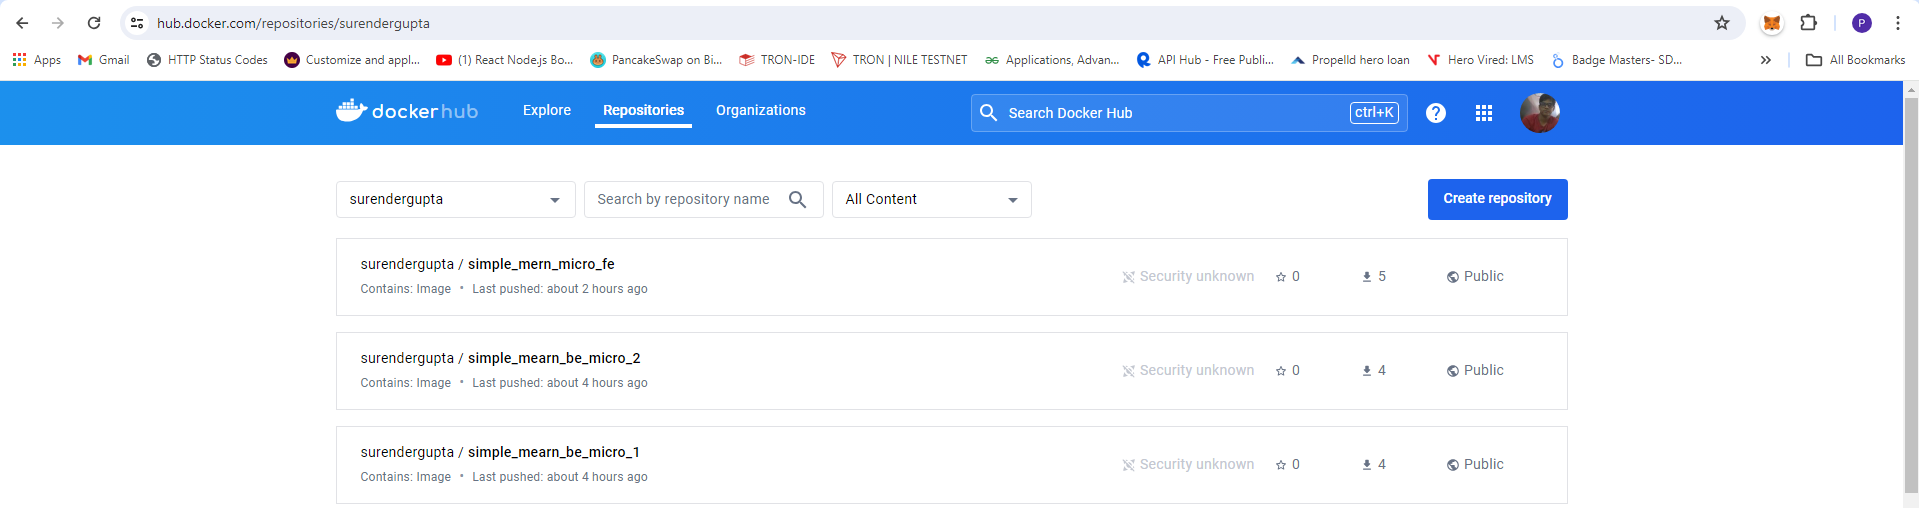 hub.docker.com/repositories/surendergupta
P
Apps Gmail HTTP Status Codes Customize and appl... (1) React Node.js Bo... PancakeSwap on Bi... TRON-IDE TRON | NILE TESTNET Applications, Advan... API Hub - Free Publi... Propelld hero loan Hero Vired: LMS Badge Masters- SD... » All Bookmarks
docker hub Explore Repositories Organizations Search Docker Hub ctrl+K ?
surendergupta Search by repository name All Content Create repository
surendergupta / simple_mern_micro_fe
Contains: Image • Last pushed: about 2 hours ago
Security unknown 0 5 Public
surendergupta / simple_mearn_be_micro_2
Contains: Image • Last pushed: about 4 hours ago
Security unknown 0 4 Public
surendergupta / simple_mearn_be_micro_1
Contains: Image • Last pushed: about 4 hours ago
Security unknown 0 4 Public